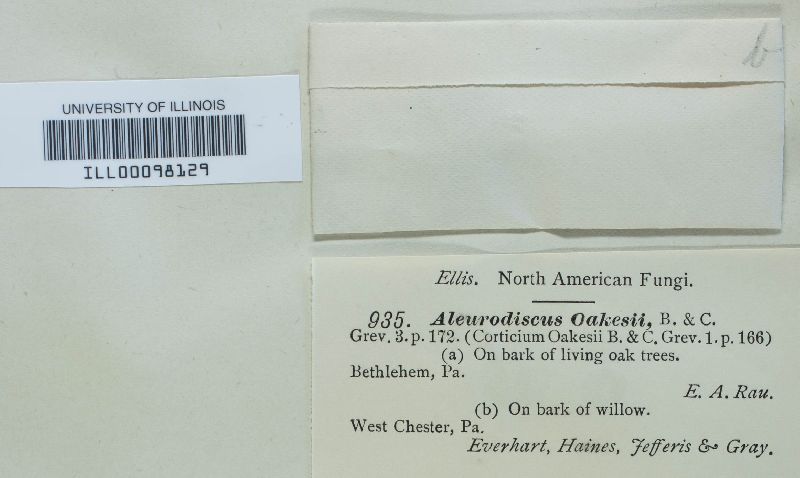 UNIVERSITY OF ILLINOIS
ILL00098129
b
Ellis. North American Fungi.
935. Aleurodiscus Oakesii, B. & C.
Grev. 3. p. 172. (Corticium Oakesii B. & C. Grev. 1. p. 166)
(a) On bark of living oak trees.
Bethlehem, Pa.
E. A. Rau.
(b) On bark of willow.
West Chester, Pa.
Everhart, Haines, Jefferis & Gray.